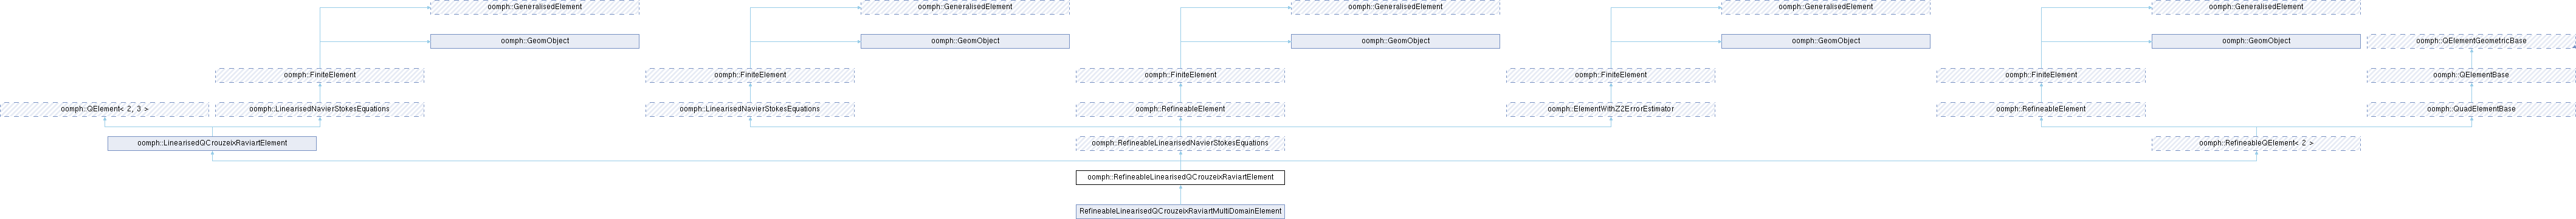 oomph::GeneralisedElement
oomph::GeneralisedElement
oomph::GeneralisedElement
oomph::GeneralisedElement
oomph::GeneralisedElement
oomph::GeomObject
oomph::GeomObject
oomph::GeomObject
oomph::GeomObject
oomph::GeomObject
oomph::QElementGeometricBase
oomph::FiniteElement
oomph::FiniteElement
oomph::FiniteElement
oomph::FiniteElement
oomph::FiniteElement
oomph::QElementBase
oomph::QElement< 2, 3 >
oomph::LinearisedNavierStokesEquations
oomph::LinearisedNavierStokesEquations
oomph::RefineableElement
oomph::ElementWithZ2ErrorEstimator
oomph::RefineableElement
oomph::QuadElementBase
oomph::LinearisedQCrouzeixRaviartElement
oomph::RefineableLinearisedNavierStokesEquations
oomph::RefineableQElement< 2 >
oomph::RefineableLinearisedQCrouzeixRaviartElement
RefineableLinearisedQCrouzeixRaviartMultiDomainElement